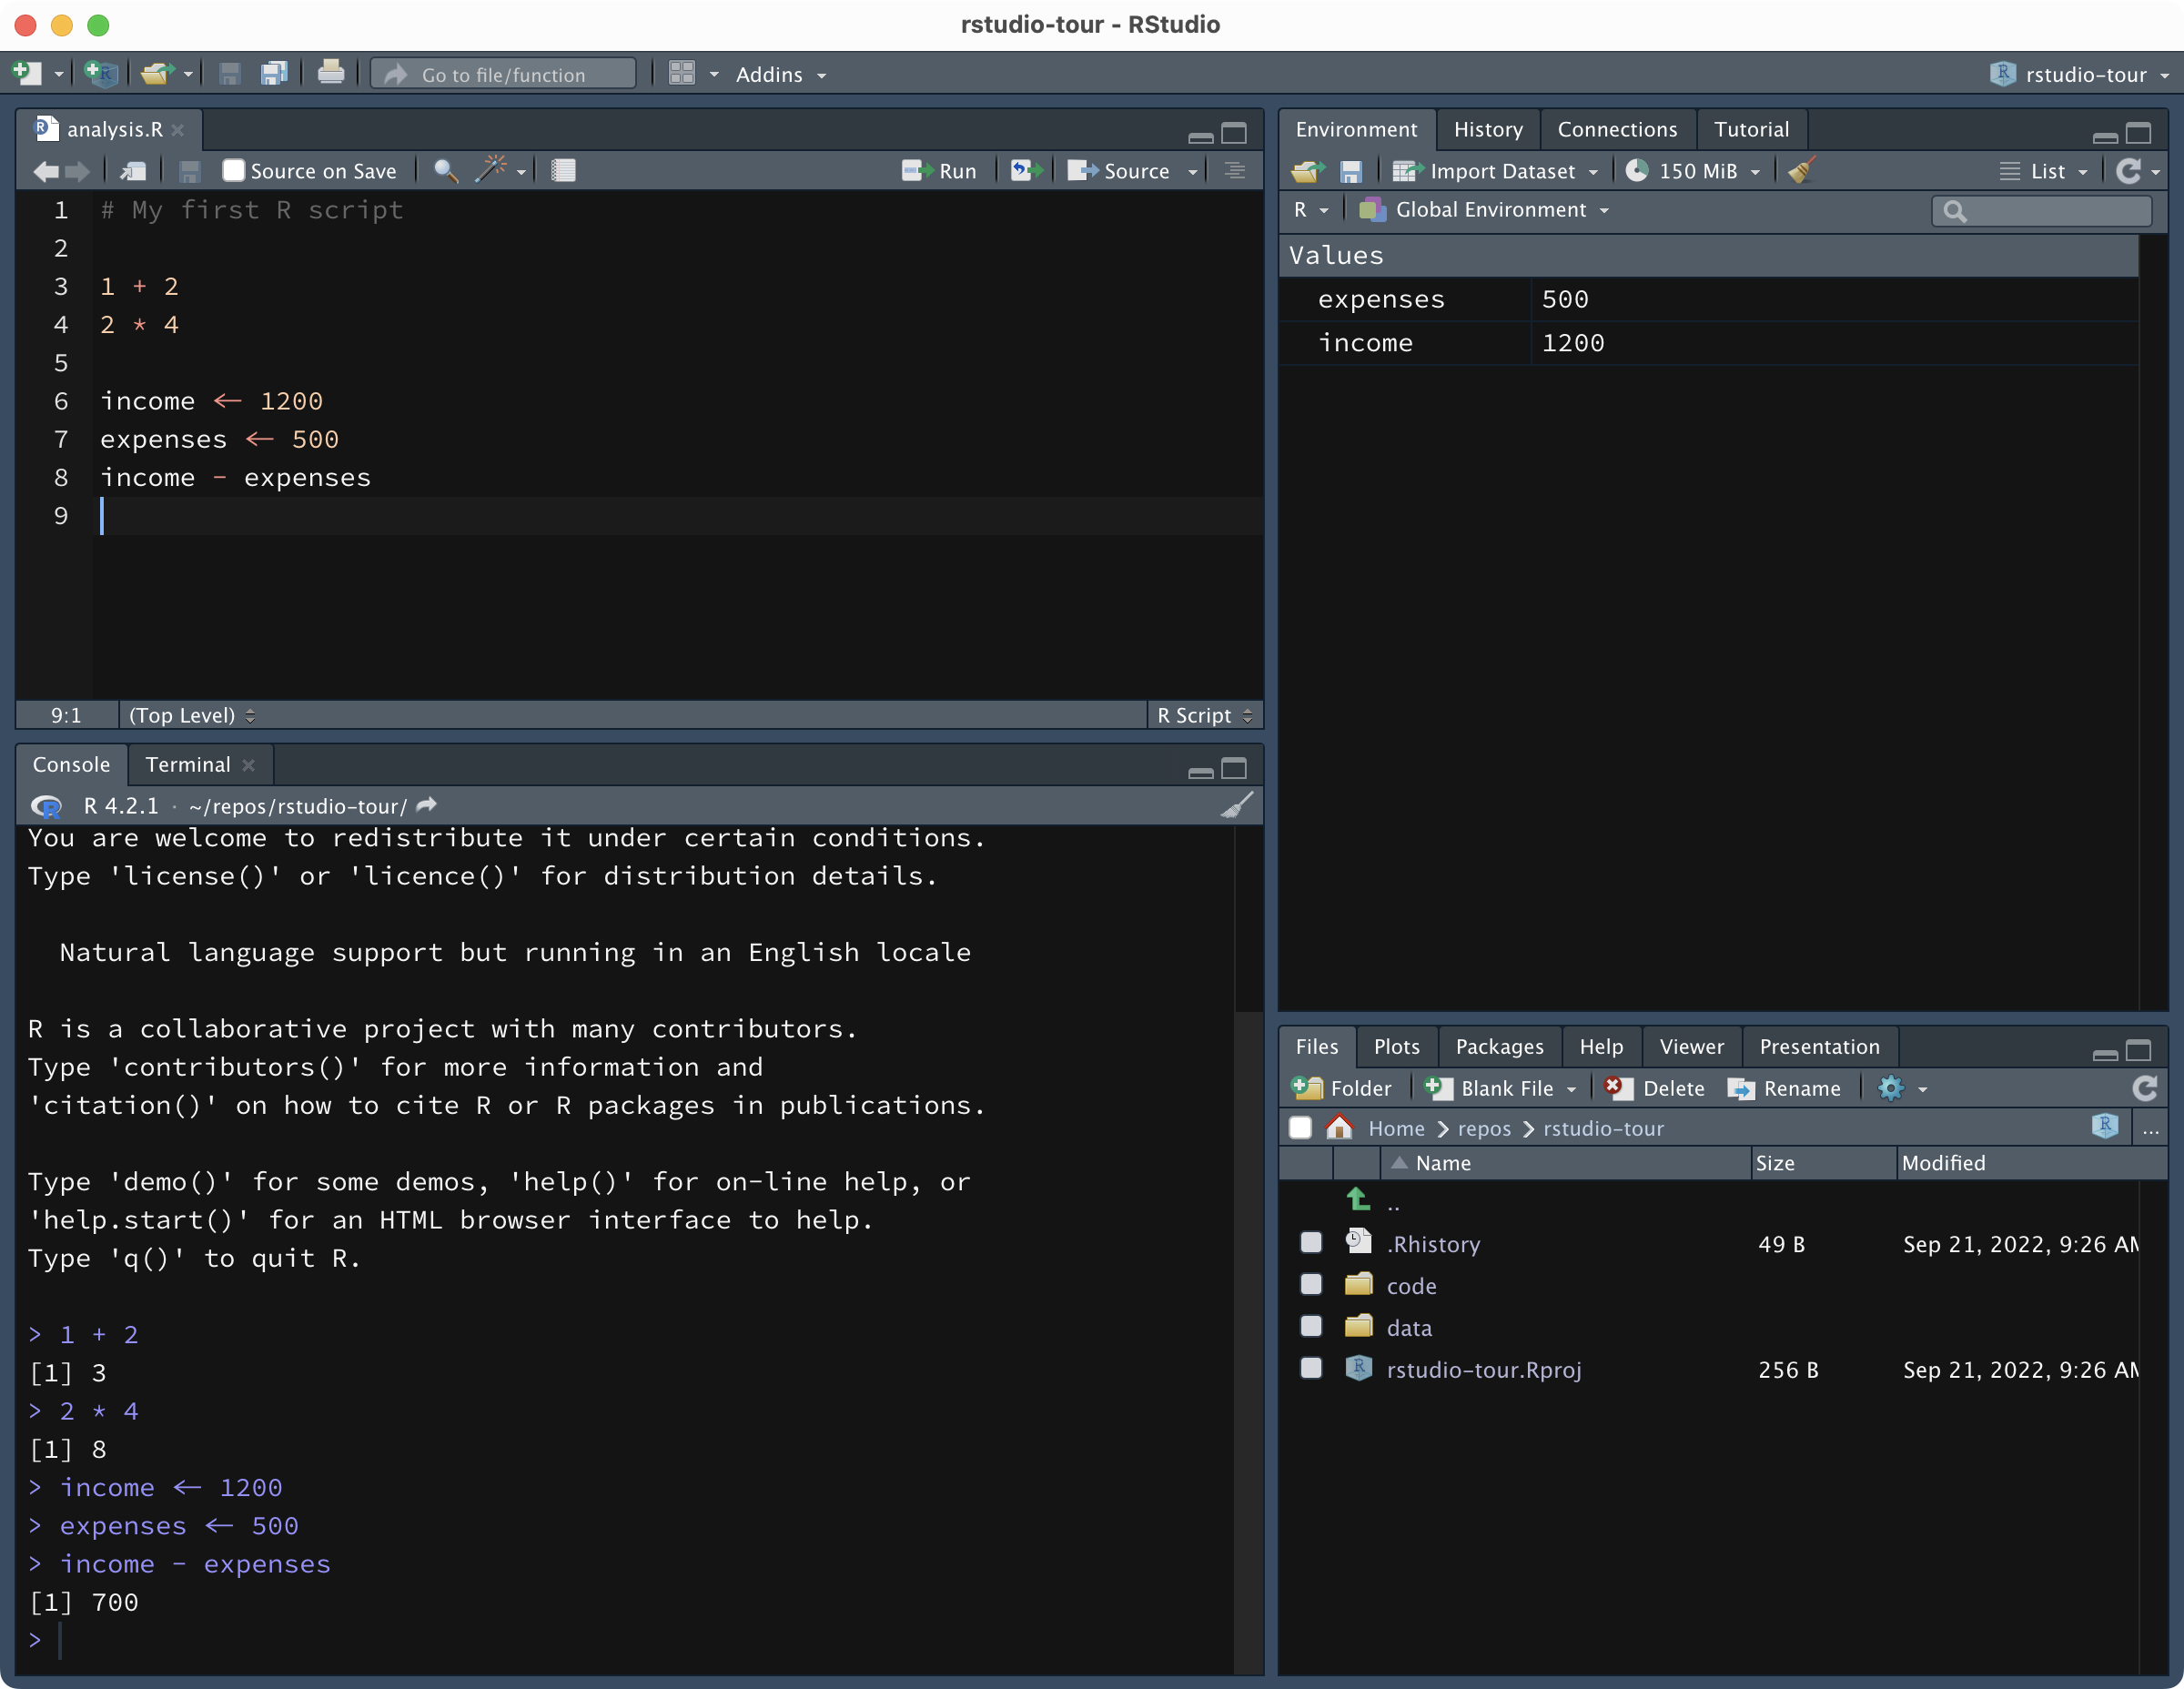 rstudio-tour - RStudio
Go to file/function
Addins
rstudio-tour
analysis.R
Source on Save
Run
Source
1 # My first R script
2
3 1 + 2
4 2 * 4
5
6 income ← 1200
7 expenses ← 500
8 income - expenses
9
9:1 (Top Level) R Script
Console Terminal
R 4.2.1 · ~/repos/rstudio-tour/
You are welcome to redistribute it under certain conditions.
Type 'license()' or 'licence()' for distribution details.
Natural language support but running in an English locale
R is a collaborative project with many contributors.
Type 'contributors()' for more information and
'citation()' on how to cite R or R packages in publications.
Type 'demo()' for some demos, 'help()' for on-line help, or
'help.start()' for an HTML browser interface to help.
Type 'q()' to quit R.
> 1 + 2
[1] 3
> 2 * 4
[1] 8
> income ← 1200
> expenses ← 500
> income - expenses
[1] 700
>
Environment History Connections Tutorial
Import Dataset 150 MiB List
R Global Environment
Values
expenses 500
income 1200
Files Plots Packages Help Viewer Presentation
Folder Blank File Delete Rename
Home repos rstudio-tour ...
Name Size Modified
..
.Rhistory 49 B Sep 21, 2022, 9:26 AM
code
data
rstudio-tour.Rproj 256 B Sep 21, 2022, 9:26 AM